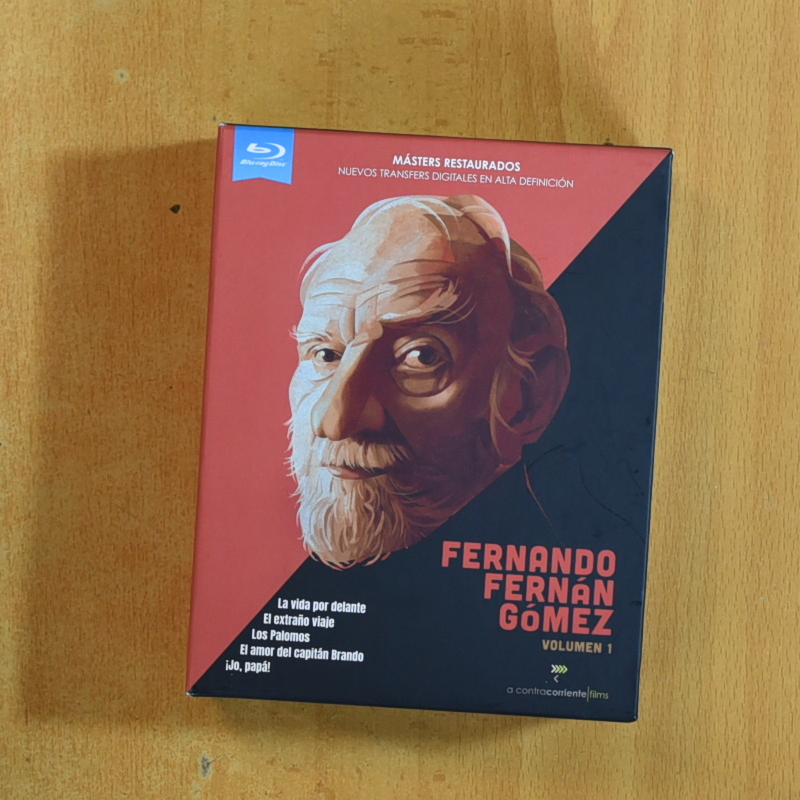 Blu-ray Disc
MÁSTERS RESTAURADOS
NUEVOS TRANSFERS DIGITALES EN ALTA DEFINICIÓN
FERNANDO
FERNÁN
GÓMEZ
VOLUMEN 1
La vida por delante
El extraño viaje
Los Palomos
El amor del capitán Brando
¡Jo, papá!
a contracorriente films